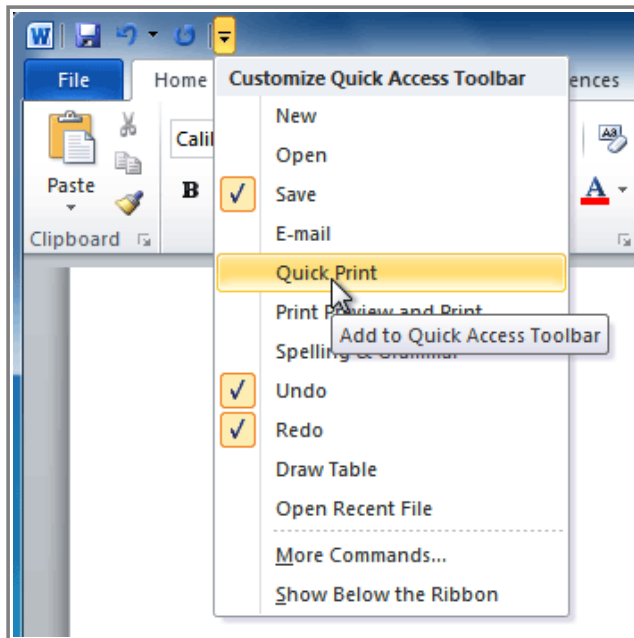 W
File Home ences
Customize Quick Access Toolbar
New
Open
Save
E-mail
Quick Print
Print Preview and Print
Add to Quick Access Toolbar
Spelling & Grammar
Undo
Redo
Draw Table
Open Recent File
More Commands...
Show Below the Ribbon
Calil
Paste
B
A
Clipboard